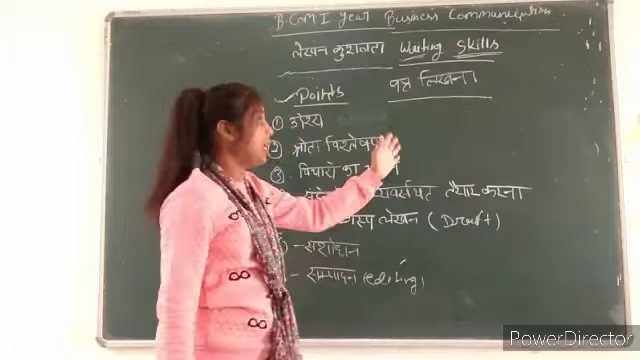 B.Com I Year Business Communication
लेखन कुशलता Writing Skills
पत्र लिखना
Points
① उद्देश्य
② श्रोता विश्लेषण
③ विचारो का
तैयार करना
लेखन (Draft)
- संशोधन
- सम्पादन (editing)
PowerDirector